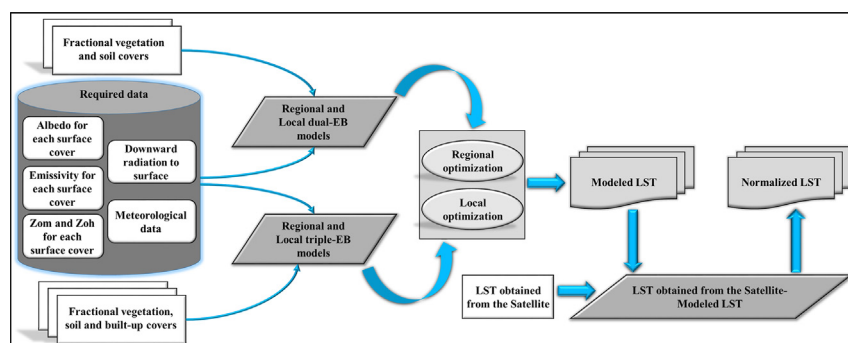 Fractional vegetation
and soil covers
Required data
Albedo for
each surface
cover
Emissivity for
each surface
cover
Zom and Zoh
for each
surface cover
Downward
radiation to
surface
Meteorological
data
Fractional vegetation,
soil and built-up covers
Regional and
Local dual-EB
models
Regional and
Local triple-EB
models
Regional
optimization
Local
optimization
Modeled LST
Normalized LST
LST obtained
from the Satellite
LST obtained from the Satellite-
Modeled LST